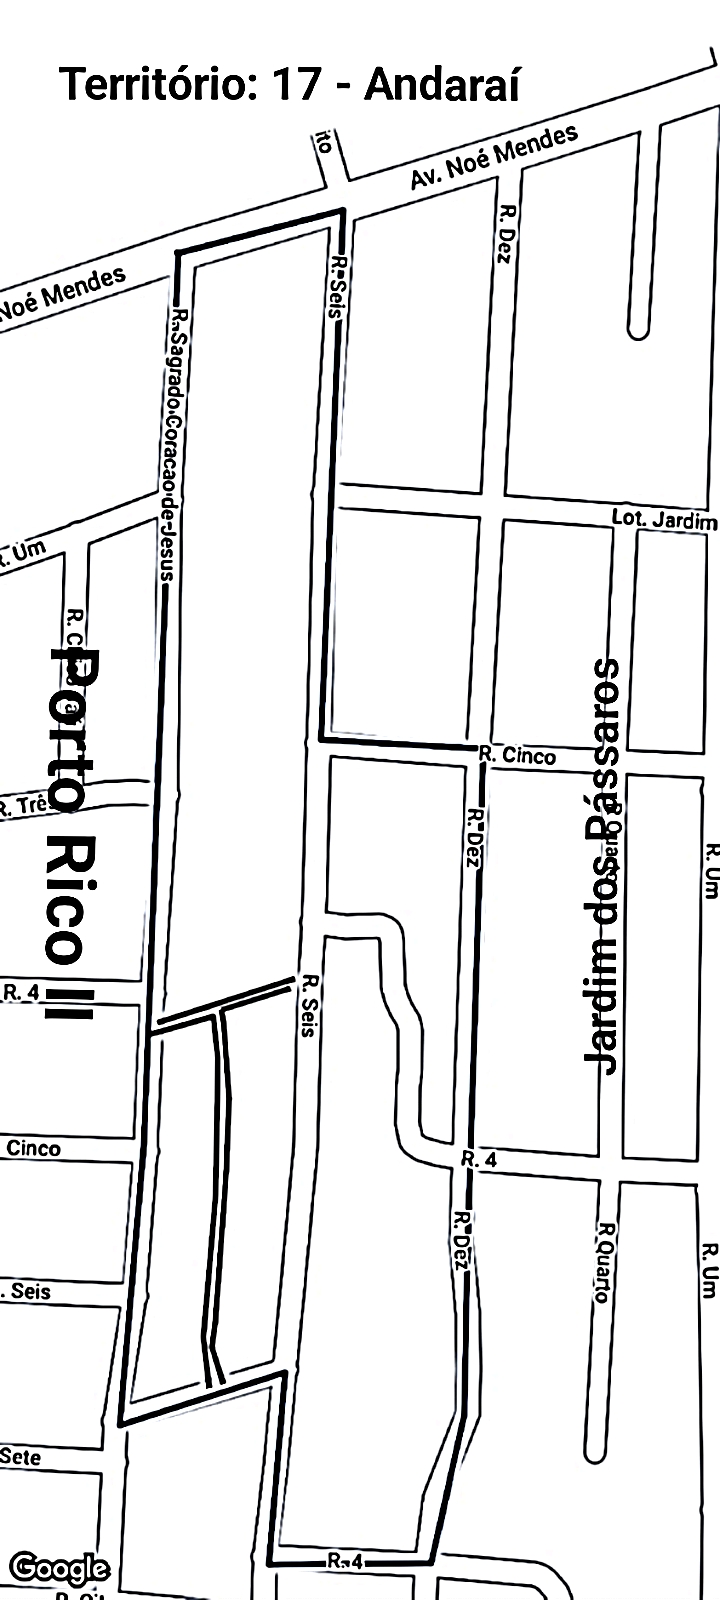 Território: 17 - Andaraí
ito
Av. Noé Mendes
R. Dez
Noé Mendes
R. Seis
R. Sagrado Coracao de Jesus
Lot. Jardim
R. Um
Porto Rico II
R. Cinco
Jardim dos Pássaros
R. Três
R. Dez
R. Um
R. 4
R. Seis
Cinco
R. 4
R. Dez
R Quarto
R. Um
. Seis
Sete
R. 4
Google